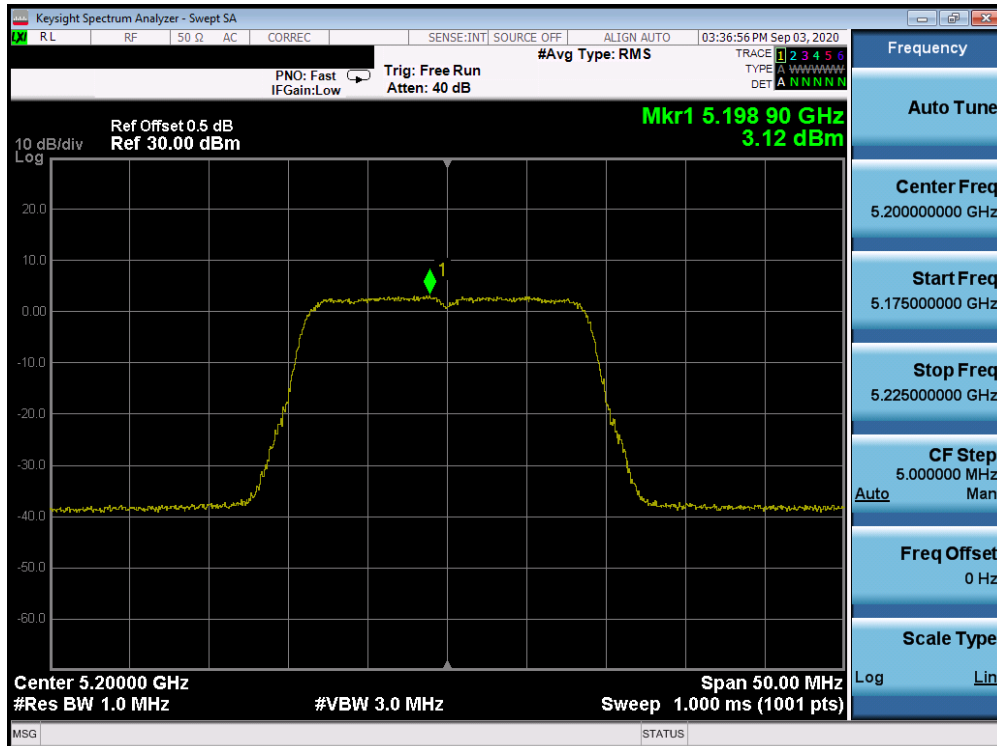 Keysight Spectrum Analyzer - Swept SA
LXI RL RF 50 Ω AC CORREC SENSE:INT SOURCE OFF ALIGN AUTO 03:36:56 PM Sep 03, 2020
#Avg Type: RMS
TRACE 1 2 3 4 5 6
PNO: Fast Trig: Free Run
TYPE A WWWWW
IFGain:Low Atten: 40 dB
DET A N N N N N
Mkr1 5.198 90 GHz
3.12 dBm
Ref Offset 0.5 dB
10 dB/div Ref 30.00 dBm
Log
20.0
10.0
1
0.00
-10.0
-20.0
-30.0
-40.0
-50.0
-60.0
Center 5.20000 GHz Span 50.00 MHz
#Res BW 1.0 MHz #VBW 3.0 MHz Sweep 1.000 ms (1001 pts)
MSG STATUS
Frequency
Auto Tune
Center Freq
5.200000000 GHz
Start Freq
5.175000000 GHz
Stop Freq
5.225000000 GHz
CF Step
5.000000 MHz
Auto Man
Freq Offset
0 Hz
Scale Type
Log Lin